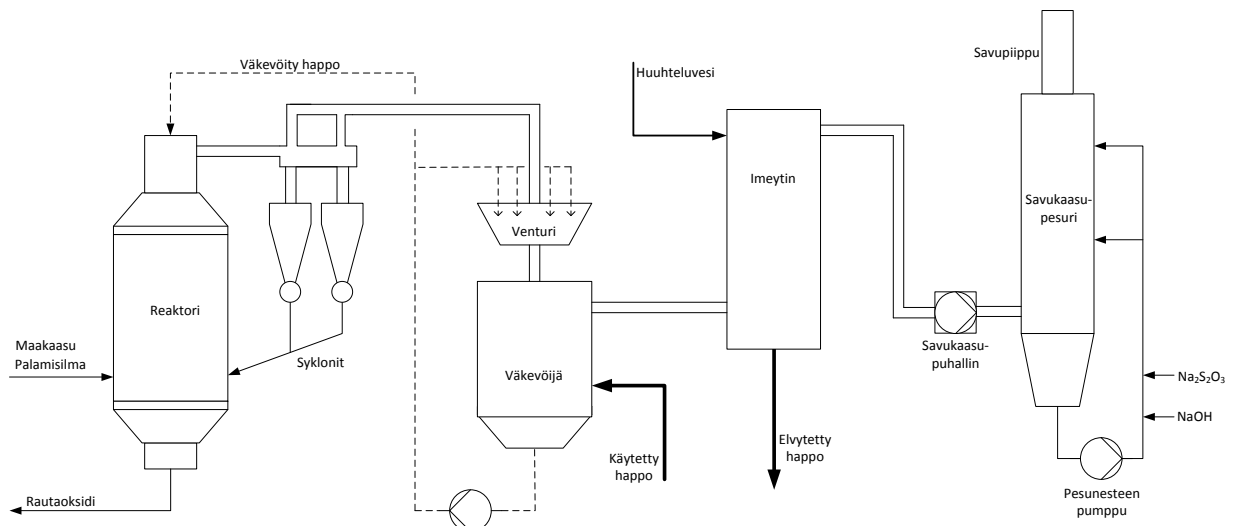 Savupiippu
Väkevöity happo
Huuhteluvesi
Imeytin
Savukaasu-
pesuri
Venturi
Reaktori
Maakaasu
Palamisilma
Syklonit
Savukaasu-
puhallin
Väkevöijä
Na₂S₂O₃
NaOH
Käytetty
happo
Elvytetty
happo
Rautaoksidi
Pesunesteen
pumppu